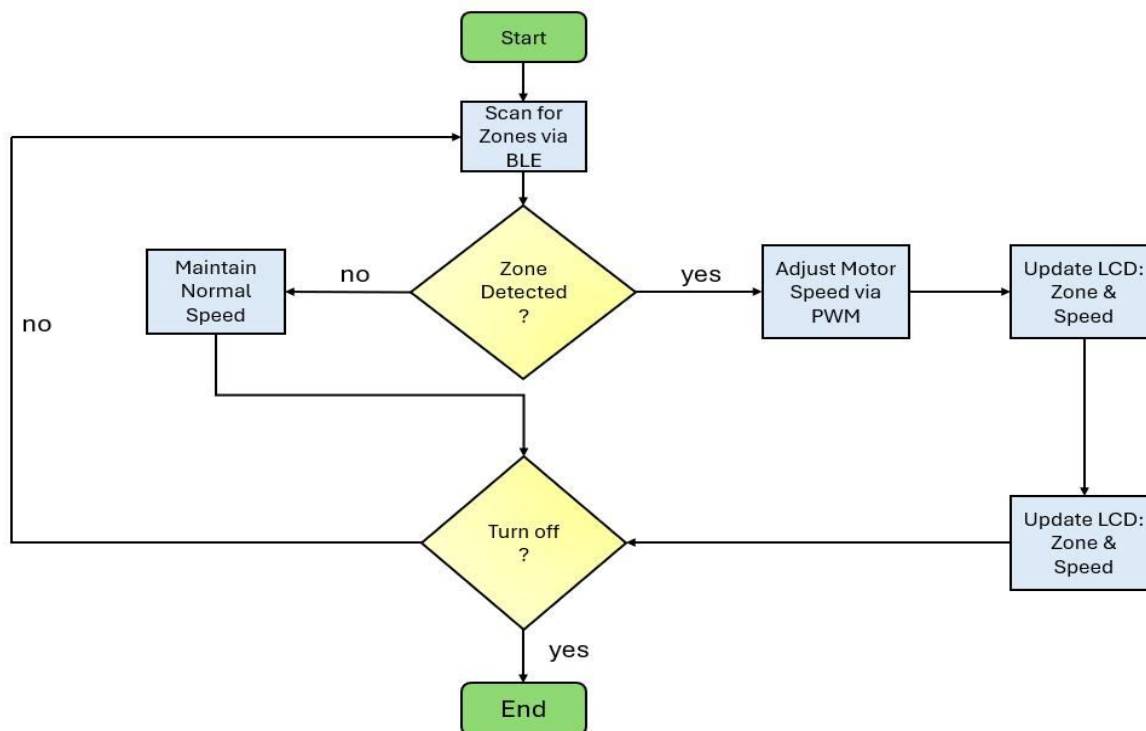 Start
Scan for
Zones via
BLE
Zone
Detected
?
no
yes
Maintain
Normal
Speed
Adjust Motor
Speed via
PWM
Update LCD:
Zone &
Speed
no
Turn off
?
Update LCD:
Zone &
Speed
yes
End